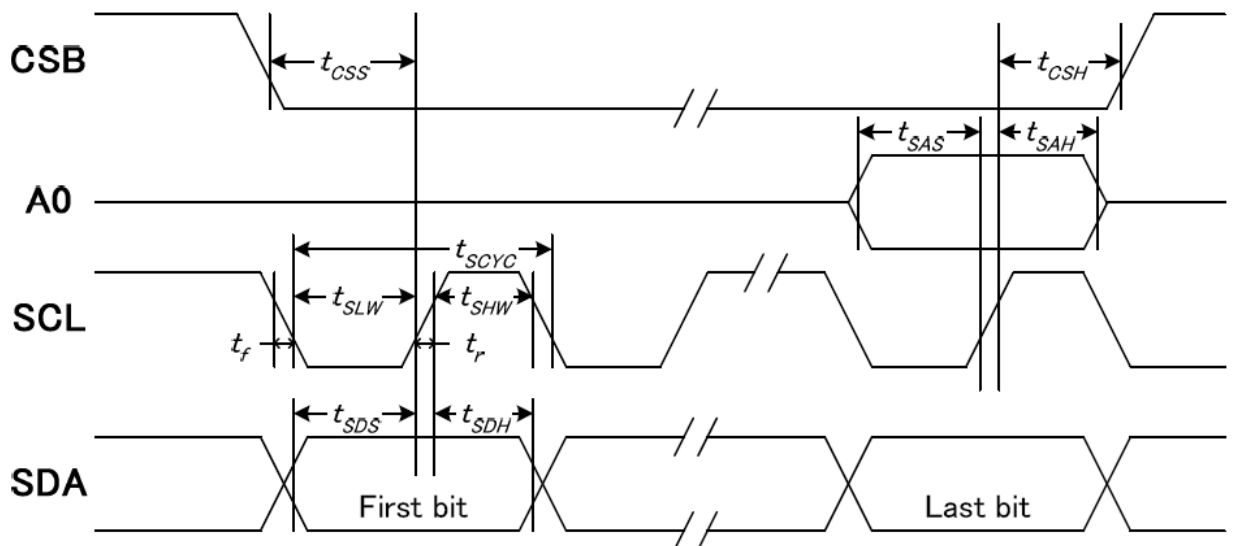 CSB
tCSS
tCSH
tSAS
tSAH
A0
tSCYC
SCL
tSLW
tSHW
tf
tr
tSDS
tSDH
SDA
First bit
Last bit